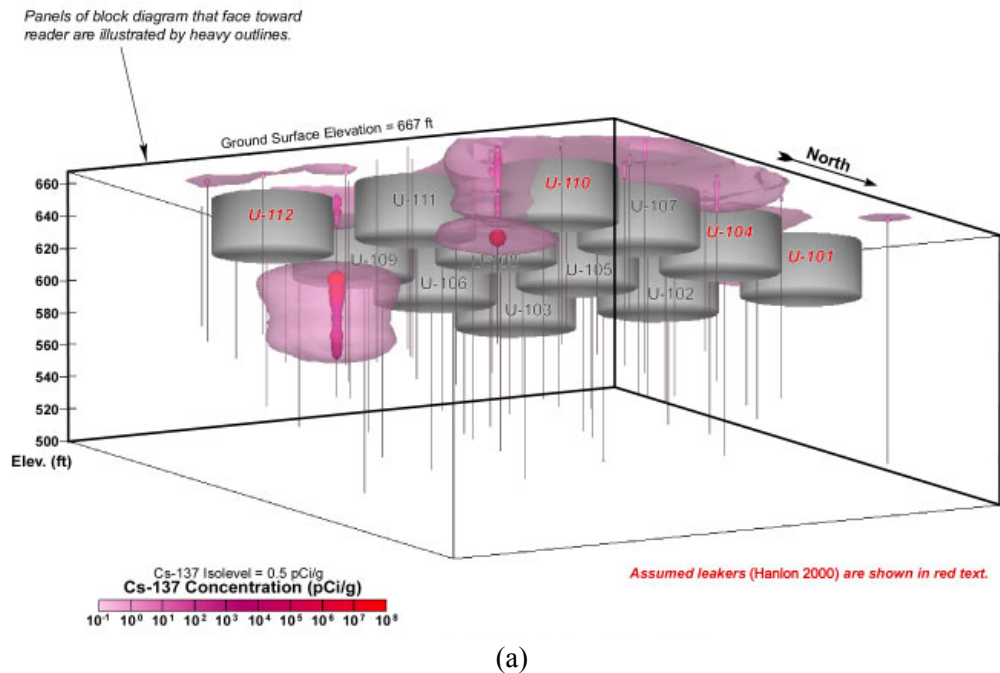 Panels of block diagram that face toward
reader are illustrated by heavy outlines.
Ground Surface Elevation = 667 ft
North
660
640
620
600
580
560
540
520
500
Elev. (ft)
U-112
U-111
U-110
U-107
U-104
U-101
U-109
U-108
U-106
U-105
U-103
U-102
Cs-137 Isolevel = 0.5 pCi/g
Cs-137 Concentration (pCi/g)
10⁻¹ 10⁰ 10¹ 10² 10³ 10⁴ 10⁵ 10⁶ 10⁷ 10⁸
Assumed leakers (Hanlon 2000) are shown in red text.
(a)